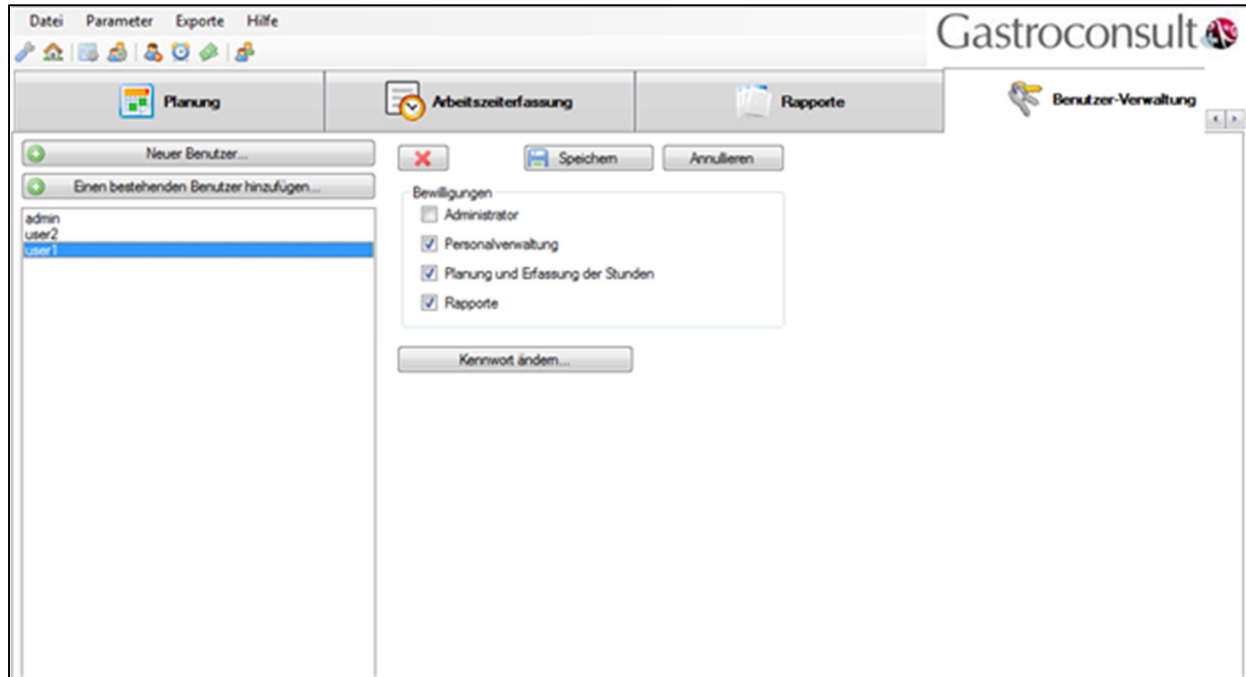 Datei Parameter Exporte Hilfe
Gastroconsult
Planung Arbeitszeiterfassung Rapporte Benutzer-Verwaltung
Neuer Benutzer...
Einen bestehenden Benutzer hinzufügen...
admin
user2
user1
Speichern Annullieren
Bewilligungen
Administrator
Personalverwaltung
Planung und Erfassung der Stunden
Rapporte
Kennwort ändern...